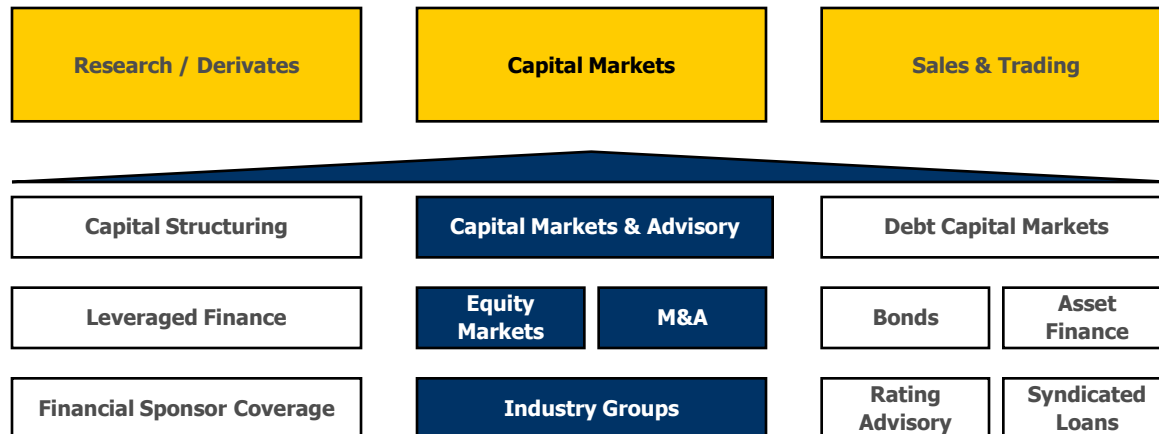 Research / Derivates
Capital Markets
Sales & Trading
Capital Structuring
Capital Markets & Advisory
Debt Capital Markets
Leveraged Finance
Equity
Markets
M&A
Bonds
Asset
Finance
Financial Sponsor Coverage
Industry Groups
Rating
Advisory
Syndicated
Loans